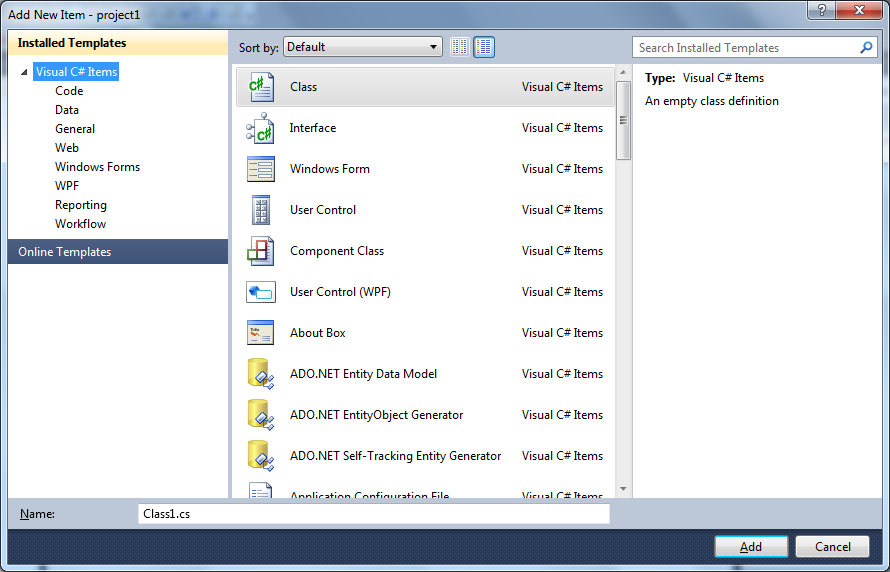 Add New Item - project1
?
Installed Templates
Visual C# Items
Code
Data
General
Web
Windows Forms
WPF
Reporting
Workflow
Online Templates
Sort by: Default
Class Visual C# Items
Interface Visual C# Items
Windows Form Visual C# Items
User Control Visual C# Items
Component Class Visual C# Items
User Control (WPF) Visual C# Items
About Box Visual C# Items
ADO.NET Entity Data Model Visual C# Items
ADO.NET EntityObject Generator Visual C# Items
ADO.NET Self-Tracking Entity Generator Visual C# Items
Application Configuration File Visual C# Items
Search Installed Templates
Type: Visual C# Items
An empty class definition
Name: Class1.cs
Add Cancel